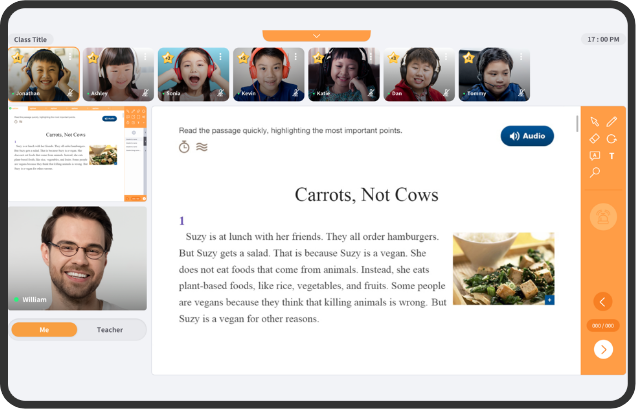 Class Title
17 : 00 PM
Jonathan
Ashley
Sonia
Kevin
Katie
Dan
Tommy
Carrots, Not Cows
William
Me
Teacher
Read the passage quickly, highlighting the most important points.
Audio
Carrots, Not Cows
1
Suzy is at lunch with her friends. They all order hamburgers.
But Suzy gets a salad. That is because Suzy is a vegan. She
does not eat foods that come from animals. Instead, she eats
plant-based foods, like rice, vegetables, and fruits. Some people
are vegans because they think that killing animals is wrong. But
Suzy is a vegan for other reasons.
T
000 / 000